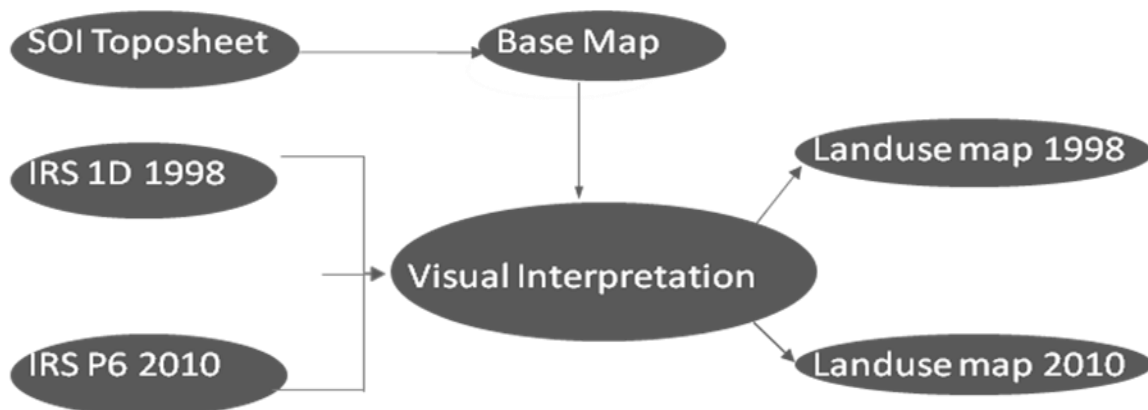 SOI Toposheet
Base Map
IRS 1D 1998
Landuse map 1998
Visual Interpretation
IRS P6 2010
Landuse map 2010